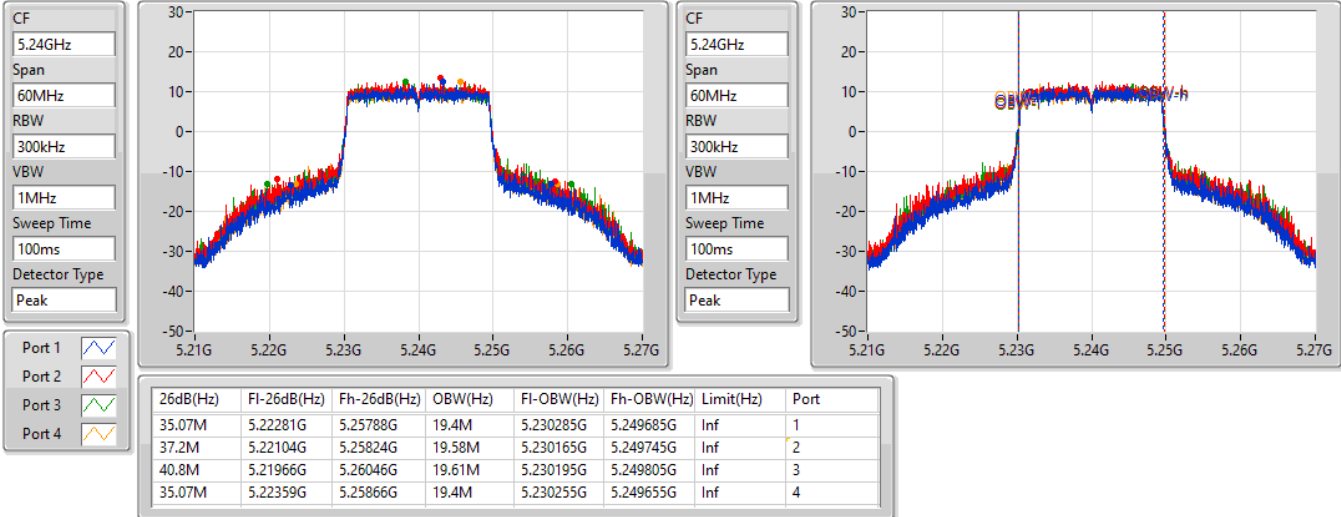 CF
5.24GHz
Span
60MHz
RBW
300kHz
VBW
1MHz
Sweep Time
100ms
Detector Type
Peak
30
20
10
0
-10
-20
-30
-40
-50
5.21G 5.22G 5.23G 5.24G 5.25G 5.26G 5.27G
CF
5.24GHz
Span
60MHz
RBW
300kHz
VBW
1MHz
Sweep Time
100ms
Detector Type
Peak
30
20
10
0
-10
-20
-30
-40
-50
OBW-h
5.21G 5.22G 5.23G 5.24G 5.25G 5.26G 5.27G
Port 1
Port 2
Port 3
Port 4
26dB(Hz) Fl-26dB(Hz) Fh-26dB(Hz) OBW(Hz) Fl-OBW(Hz) Fh-OBW(Hz) Limit(Hz) Port
35.07M 5.22281G 5.25788G 19.4M 5.230285G 5.249685G Inf 1
37.2M 5.22104G 5.25824G 19.58M 5.230165G 5.249745G Inf 2
40.8M 5.21966G 5.26046G 19.61M 5.230195G 5.249805G Inf 3
35.07M 5.22359G 5.25866G 19.4M 5.230255G 5.249655G Inf 4